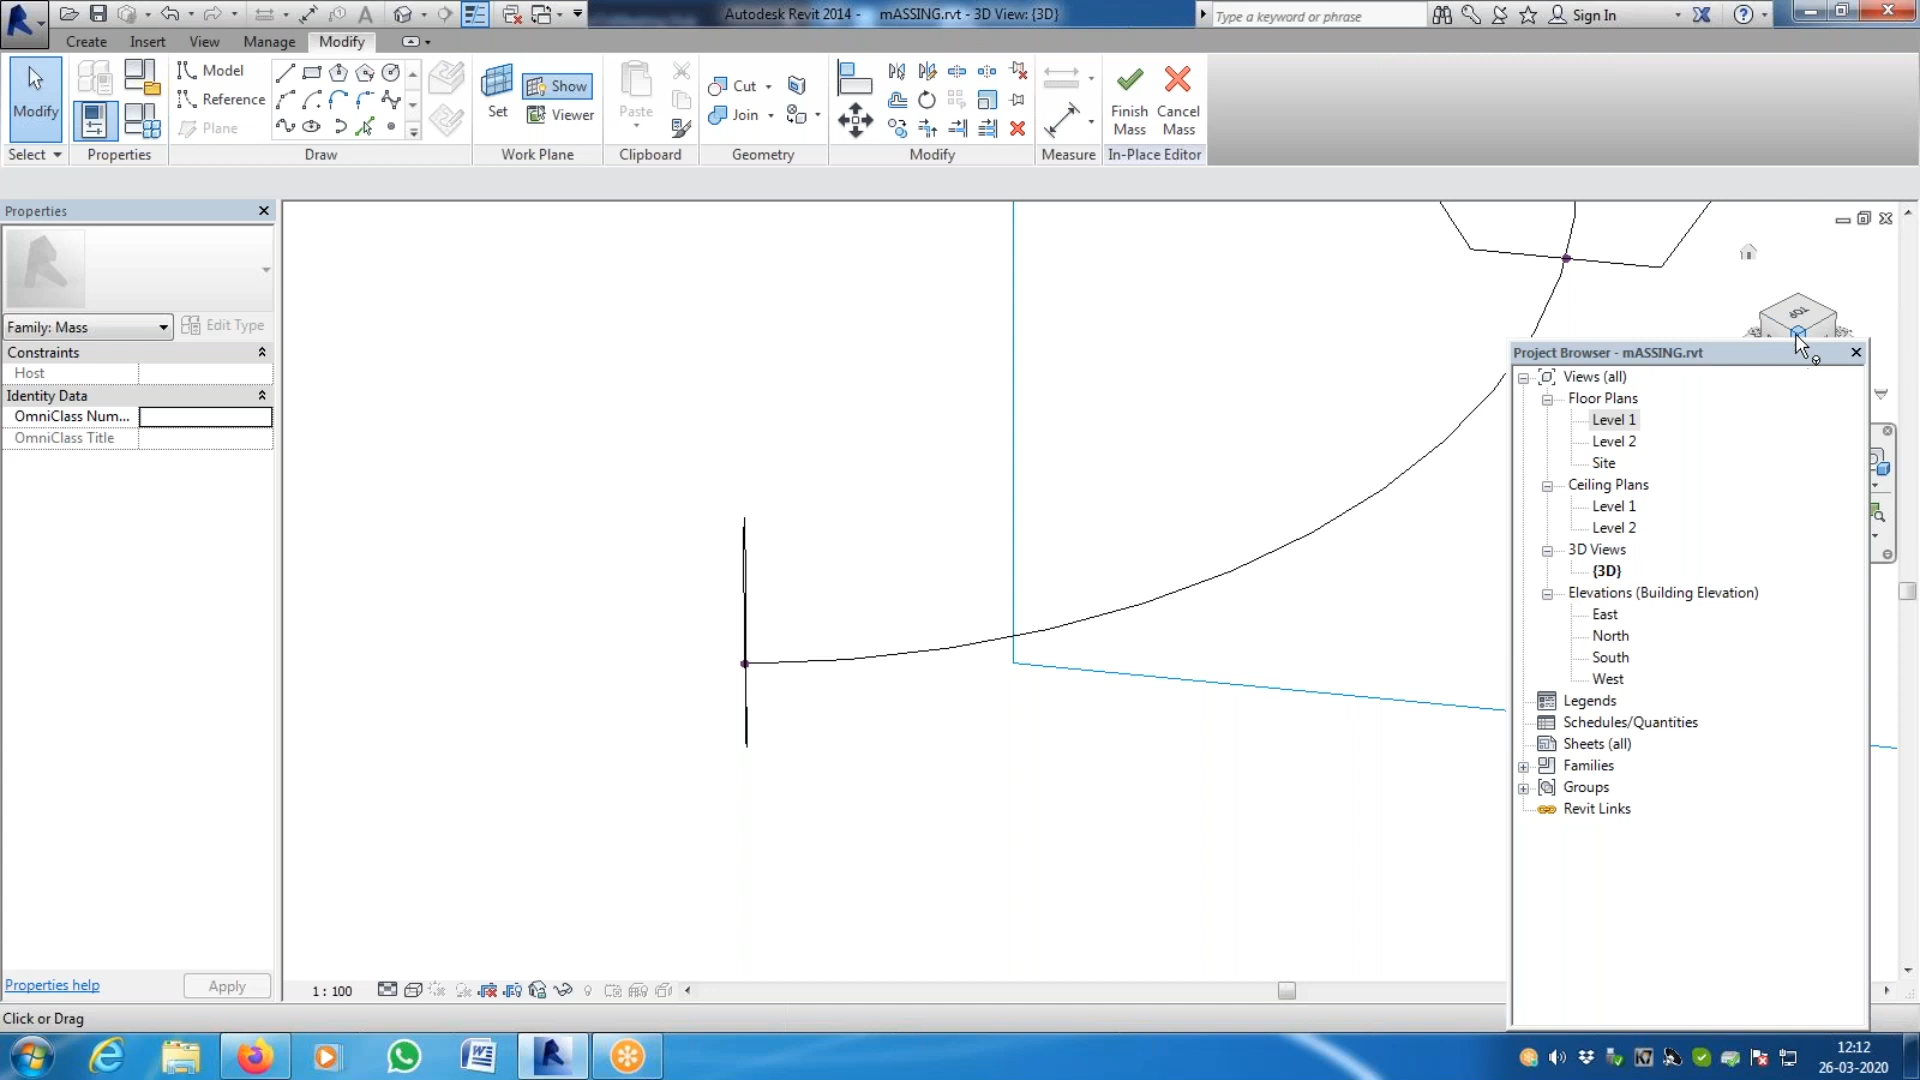 Autodesk Revit 2014 -     mASSING.rvt - 3D View: {3D}
Type a keyword or phrase
Sign In
Create
Insert
View
Manage
Modify
Modify
Select
Properties
Model
Reference
Plane
Draw
Set
Show
Viewer
Work Plane
Paste
Clipboard
Cut
Join
Geometry
Modify
Measure
Finish Mass
Cancel Mass
In-Place Editor
Properties
Family: Mass
Edit Type
Constraints
Host
Identity Data
OmniClass Num...
OmniClass Title
Properties help
Apply
TOP
Project Browser - mASSING.rvt
Views (all)
Floor Plans
Level 1
Level 2
Site
Ceiling Plans
Level 1
Level 2
3D Views
{3D}
Elevations (Building Elevation)
East
North
South
West
Legends
Schedules/Quantities
Sheets (all)
Families
Groups
Revit Links
1 : 100
Click or Drag
12:12
26-03-2020